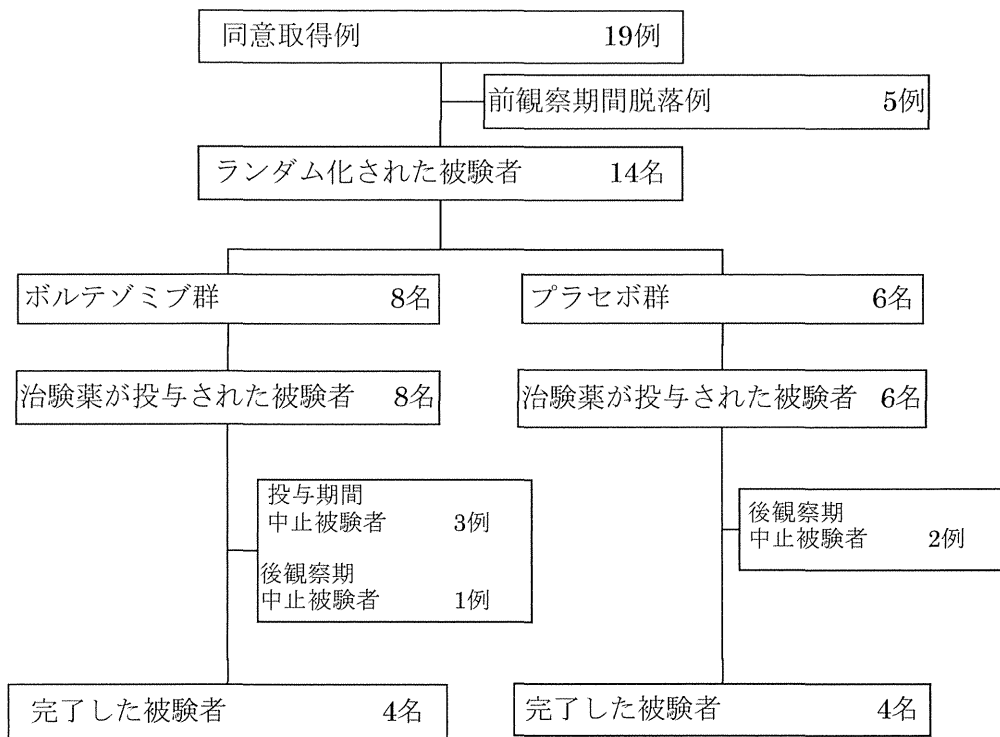 同意取得例 19例
前観察期間脱落例 5例
ランダム化された被験者 14名
ボルテゾミブ群 8名
プラセボ群 6名
治験薬が投与された被験者 8名
治験薬が投与された被験者 6名
投与期間
中止被験者 3例
後観察期
中止被験者 1例
後観察期
中止被験者 2例
完了した被験者 4名
完了した被験者 4名